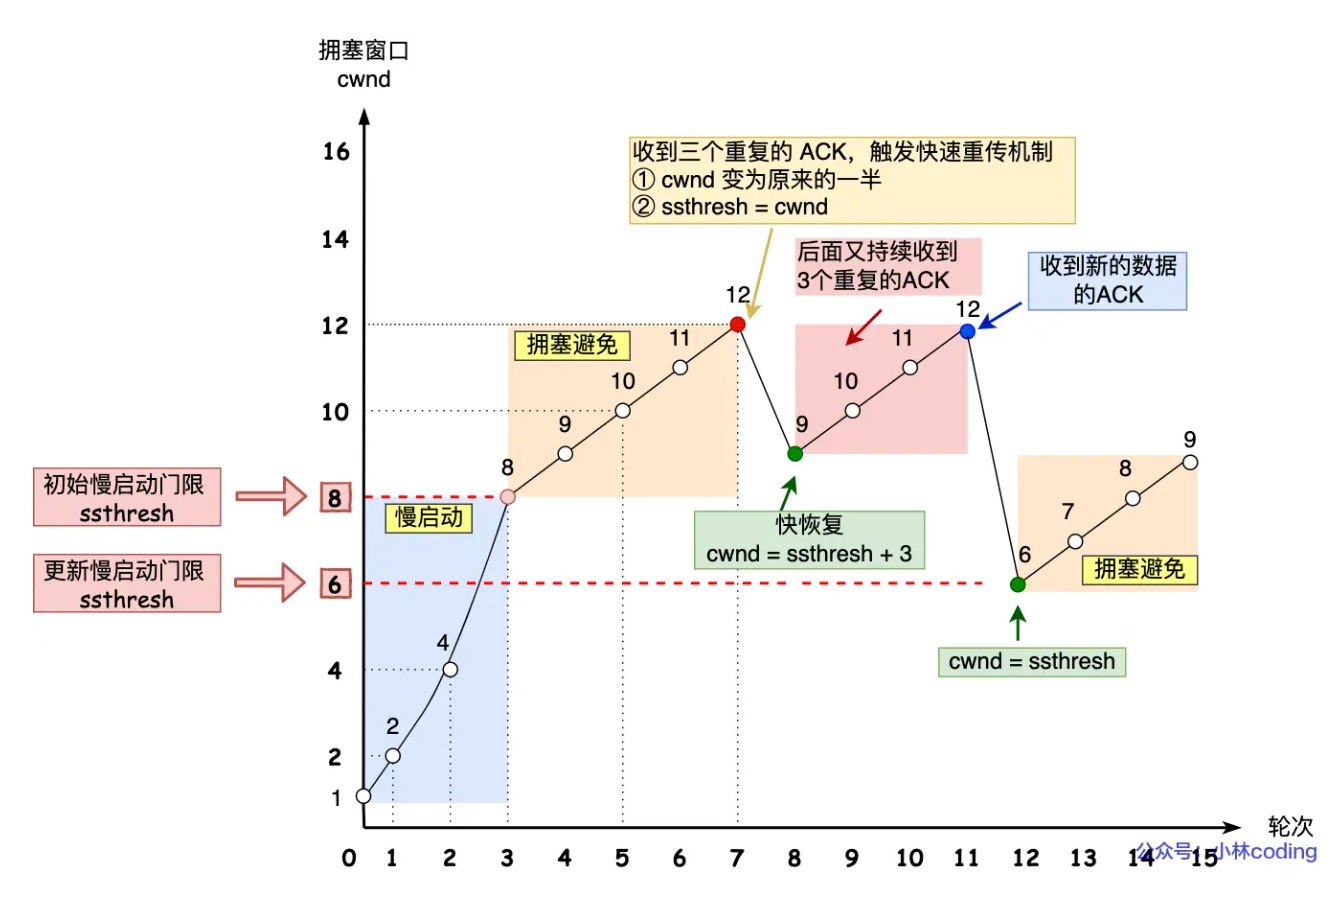 拥塞窗口
cwnd
16
收到三个重复的 ACK，触发快速重传机制
① cwnd 变为原来的一半
② ssthresh = cwnd
14
后面又持续收到
3个重复的ACK
收到新的数据
的ACK
12
12
12
拥塞避免
11
11
10
10
10
9
9
9
8
初始慢启动门限
ssthresh
8
慢启动
快恢复
cwnd = ssthresh + 3
8
7
6
拥塞避免
更新慢启动门限
ssthresh
6
4
4
cwnd = ssthresh
2
2
1
轮次
0 1 2 3 4 5 6 7 8 9 10 11 12 13 14 15
公众号：小林coding